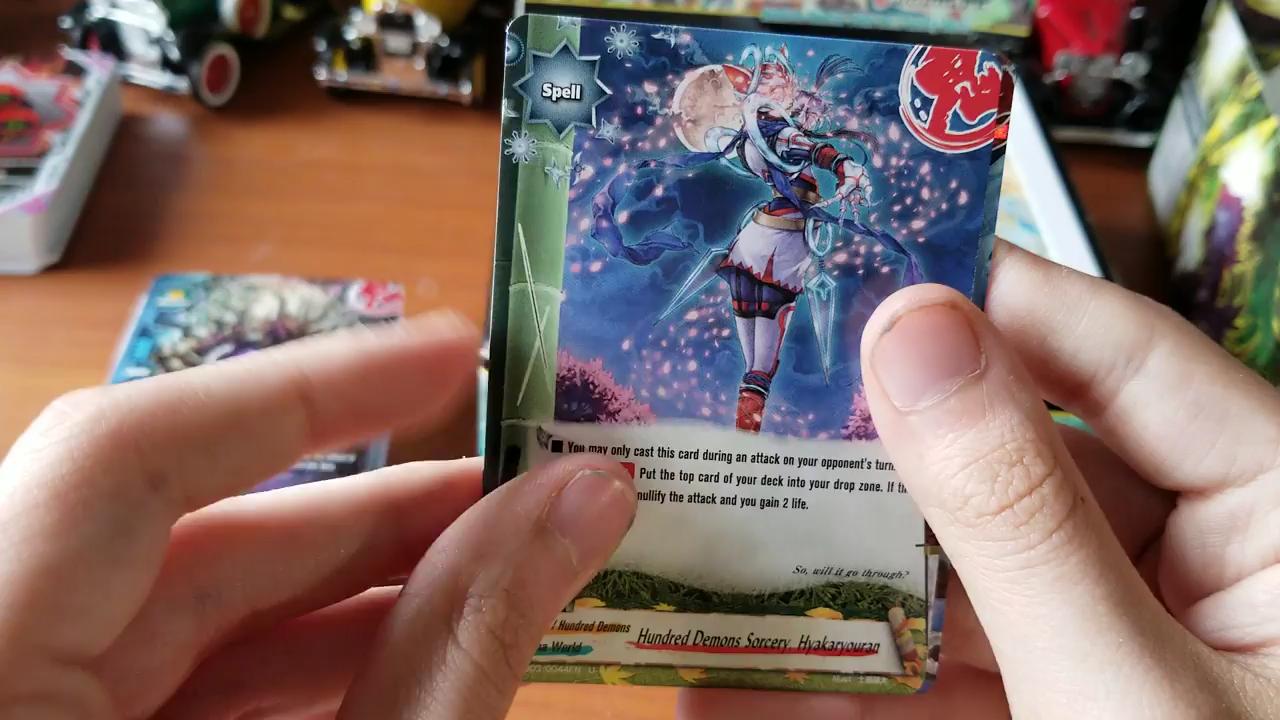 Spell
■ You may only cast this card during an attack on your opponent's turn.
Put the top card of your deck into your drop zone. If
nullify the attack and you gain 2 life.
So, will it go through?
/ Hundred Demons
World
Hundred Demons Sorcery, Hyakaryouran
0044EN U
Illust.